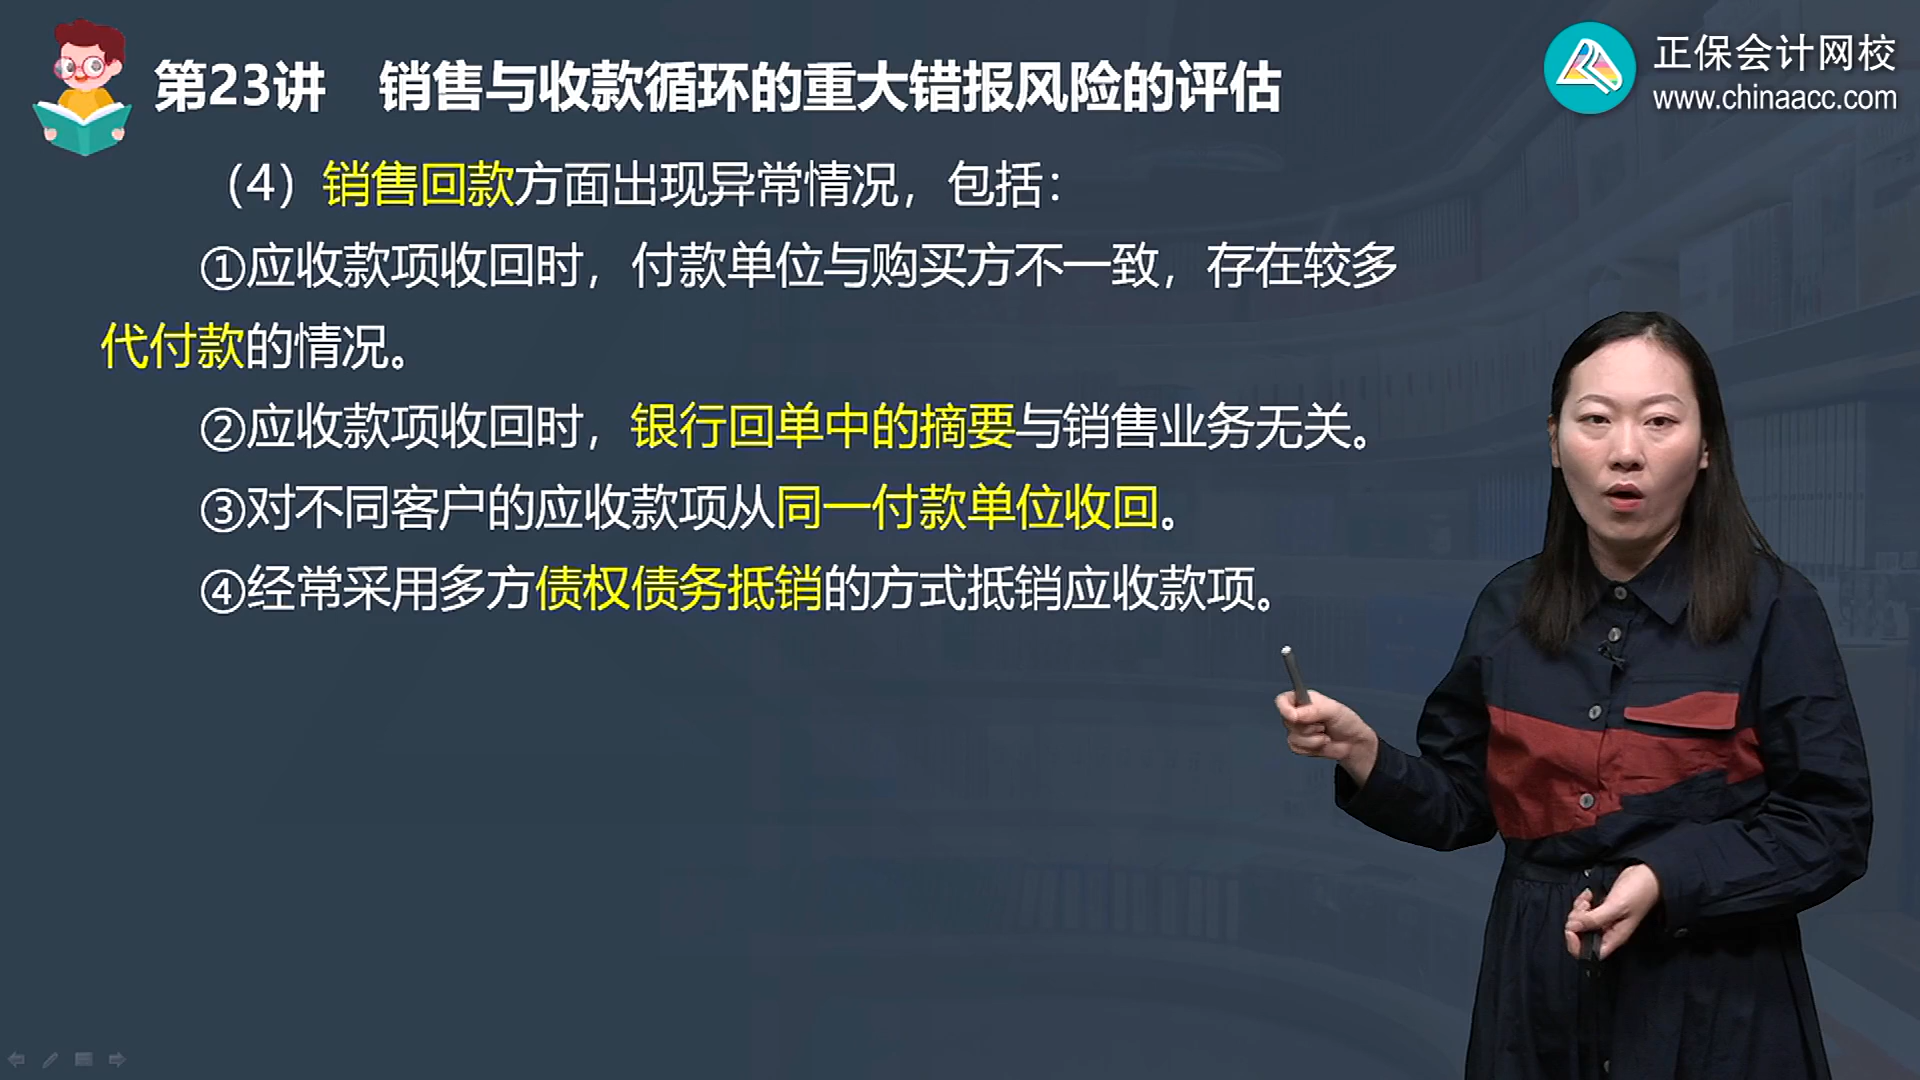 第23讲　销售与收款循环的重大错报风险的评估
正保会计网校
www.chinaacc.com
（4）销售回款方面出现异常情况，包括：
①应收款项收回时，付款单位与购买方不一致，存在较多
代付款的情况。
②应收款项收回时，银行回单中的摘要与销售业务无关。
③对不同客户的应收款项从同一付款单位收回。
④经常采用多方债权债务抵销的方式抵销应收款项。